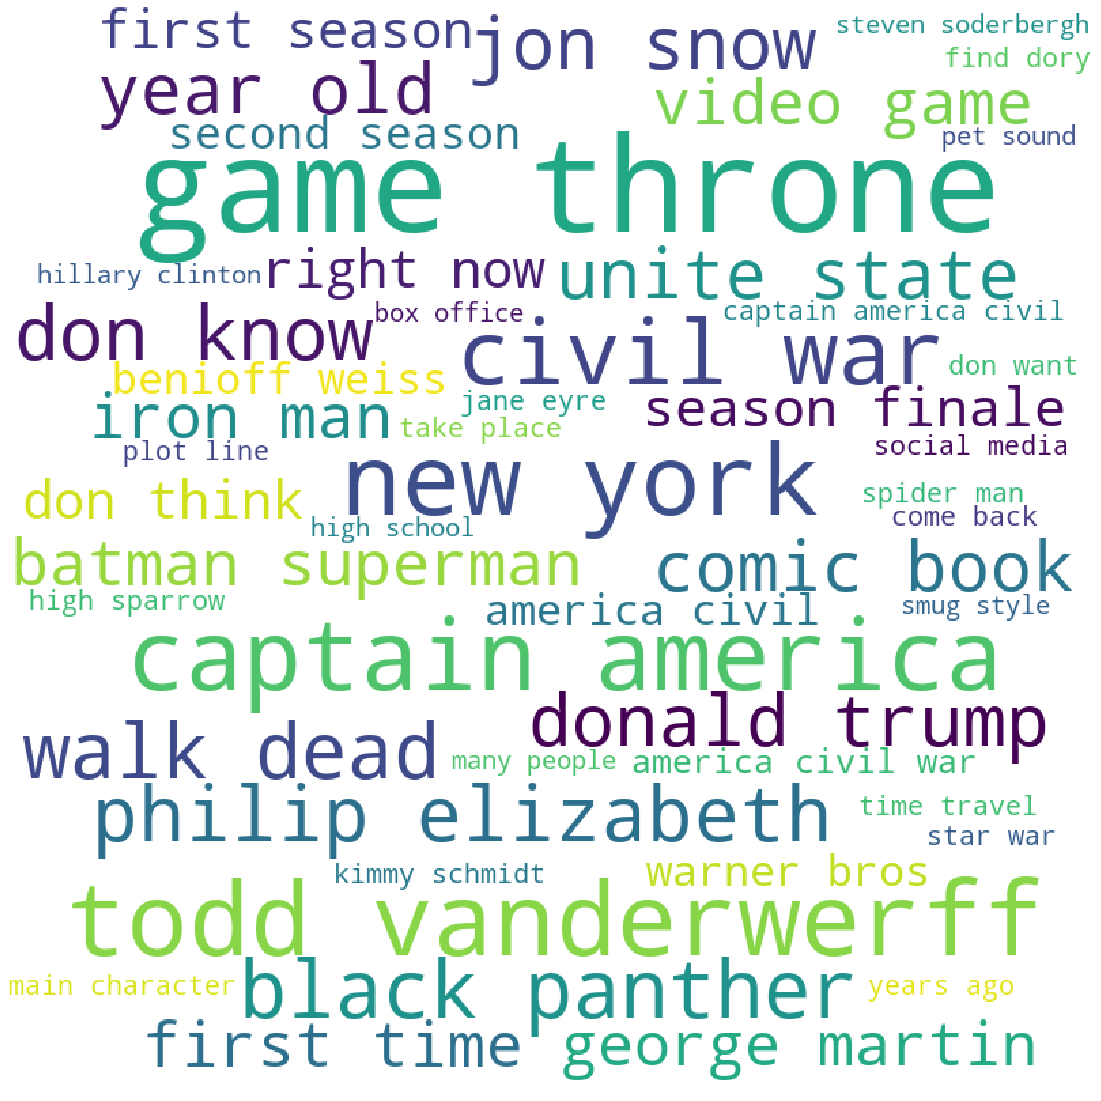 first season
jon snow
steven soderbergh
find dory
year old
video game
second season
pet sound
game throne
hillary clinton
right now
unite state
don know
box office
captain america civil
civil war
don want
benioff weiss
iron man
jane eyre
season finale
take place
plot line
social media
new york
don think
spider man
high school
come back
batman superman
comic book
high sparrow
america civil
smug style
captain america
donald trump
walk dead
many people
america civil war
philip elizabeth
time travel
star war
kimmy schmidt
warner bros
todd vanderwerff
main character
black panther
years ago
first time
george martin